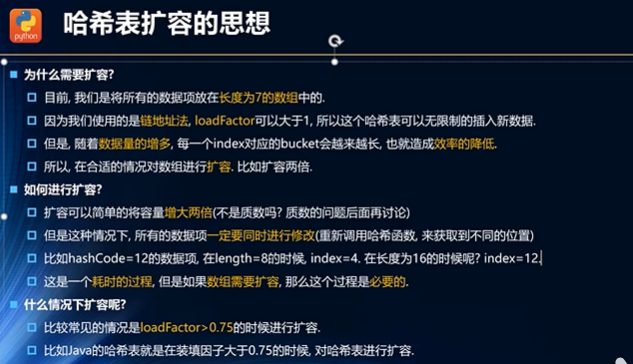 python
哈希表扩容的思想
为什么需要扩容?
目前, 我们是将所有的数据项放在长度为7的数组中的.
因为我们使用的是链地址法, loadFactor可以大于1, 所以这个哈希表可以无限制的插入新数据.
但是, 随着数据量的增多, 每一个index对应的bucket会越来越长, 也就造成效率的降低.
所以, 在合适的情况对数组进行扩容. 比如扩容两倍.
如何进行扩容?
扩容可以简单的将容量增大两倍(不是质数吗? 质数的问题后面再讨论)
但是这种情况下, 所有的数据项一定要同时进行修改(重新调用哈希函数, 来获取到不同的位置)
比如hashCode=12的数据项, 在length=8的时候, index=4. 在长度为16的时候呢? index=12.
这是一个耗时的过程, 但是如果数组需要扩容, 那么这个过程是必要的.
什么情况下扩容呢?
比较常见的情况是loadFactor>0.75的时候进行扩容.
比如Java的哈希表就是在装填因子大于0.75的时候, 对哈希表进行扩容.